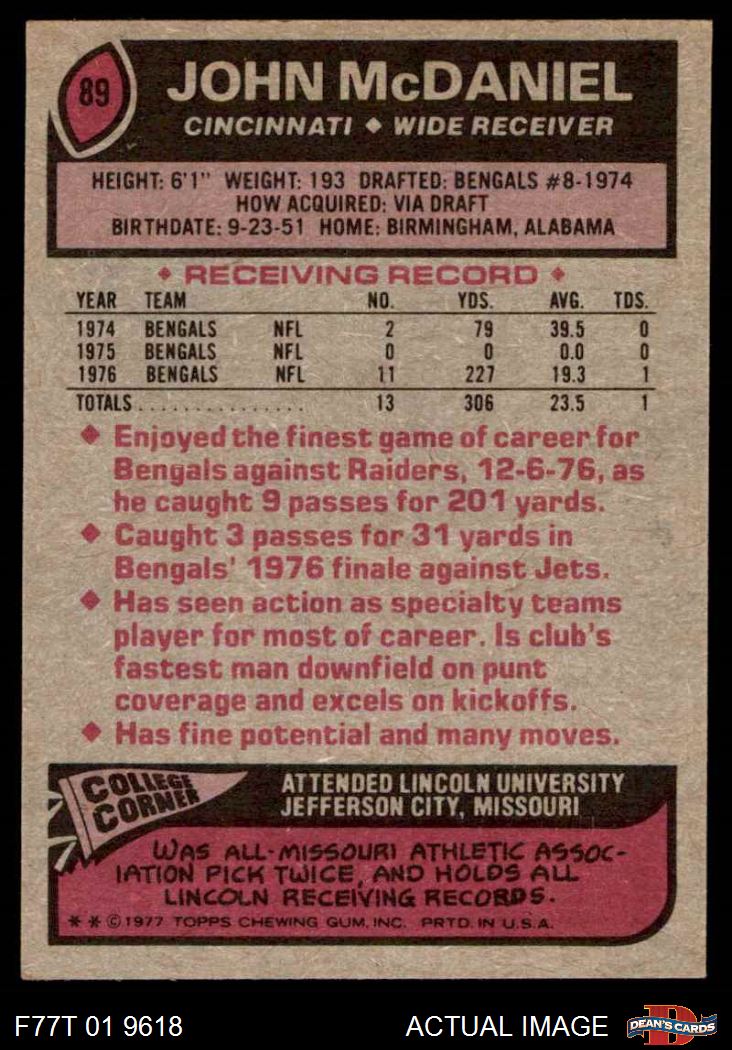 89
JOHN McDANIEL
CINCINNATI ◆ WIDE RECEIVER
HEIGHT: 6'1" WEIGHT: 193 DRAFTED: BENGALS #8-1974
HOW ACQUIRED: VIA DRAFT
BIRTHDATE: 9-23-51 HOME: BIRMINGHAM, ALABAMA
◆ RECEIVING RECORD ◆
YEAR TEAM NO. YDS. AVG. TDS.
1974 BENGALS NFL 2 79 39.5 0
1975 BENGALS NFL 0 0 0.0 0
1976 BENGALS NFL 11 227 19.3 1
TOTALS. . . . . . . . . . . . . . . 13 306 23.5 1
◆ Enjoyed the finest game of career for
Bengals against Raiders, 12-6-76, as
he caught 9 passes for 201 yards.
◆ Caught 3 passes for 31 yards in
Bengals' 1976 finale against Jets.
◆ Has seen action as specialty teams
player for most of career. Is club's
fastest man downfield on punt
coverage and excels on kickoffs.
◆ Has fine potential and many moves.
COLLEGE
CORNER
ATTENDED LINCOLN UNIVERSITY
JEFFERSON CITY, MISSOURI
WAS ALL-MISSOURI ATHLETIC ASSOC-
IATION PICK TWICE, AND HOLDS ALL
LINCOLN RECEIVING RECORDS.
* * © 1977 TOPPS CHEWING GUM, INC. PRTD. IN U.S.A.
F77T 01 9618
ACTUAL IMAGE
D
DEAN'S CARDS